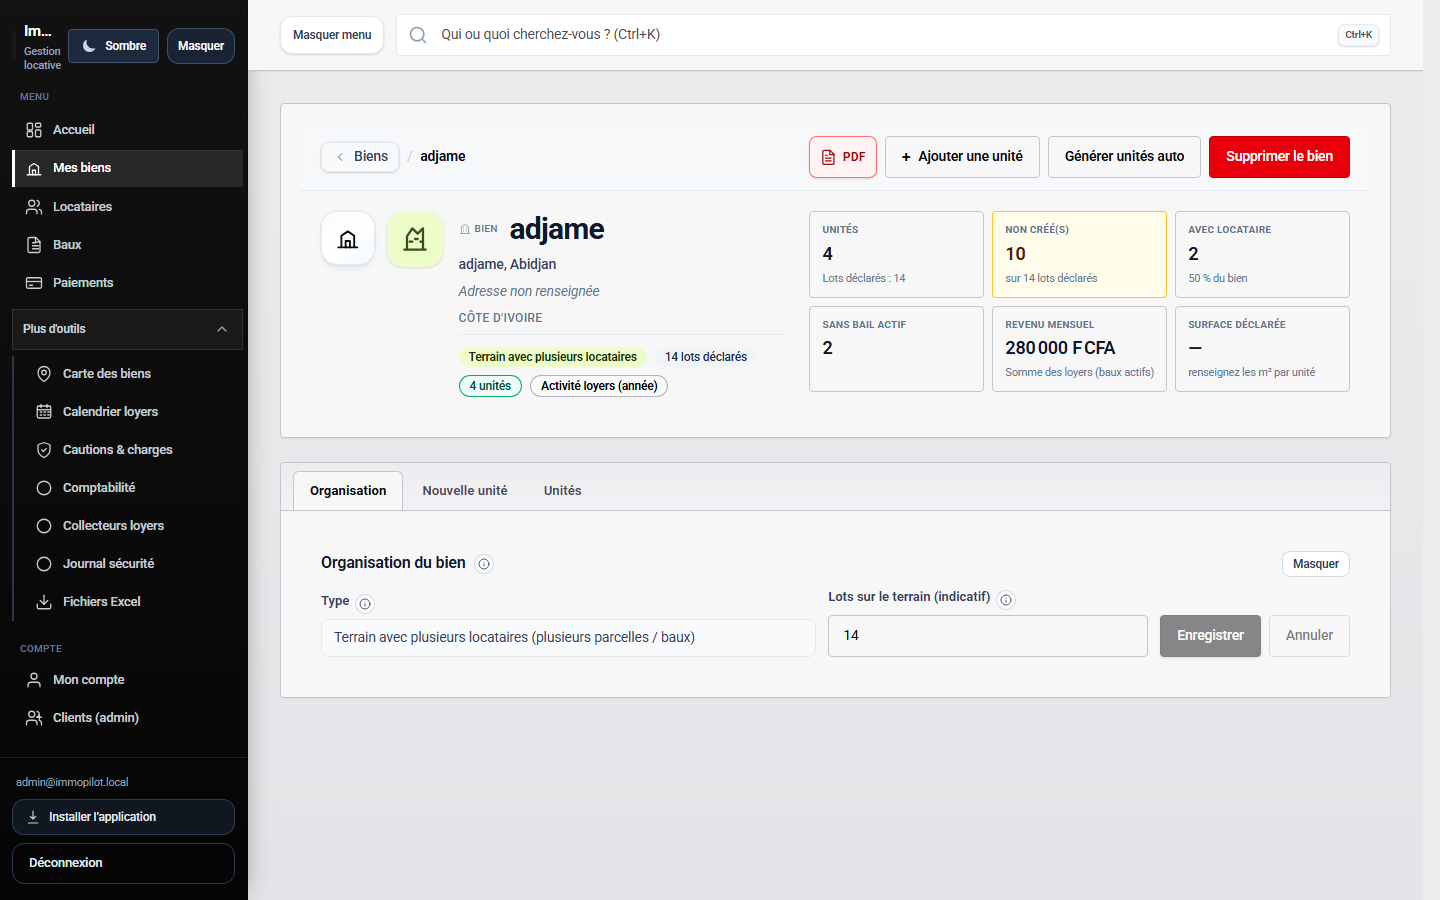 Im...
Gestion
locative
Sombre
Masquer
MENU
Accueil
Mes biens
Locataires
Baux
Paiements
Plus d'outils
Carte des biens
Calendrier loyers
Cautions & charges
Comptabilité
Collecteurs loyers
Journal sécurité
Fichiers Excel
COMPTE
Mon compte
Clients (admin)
admin@immopilot.local
Installer l'application
Déconnexion
Masquer menu
Qui ou quoi cherchez-vous ? (Ctrl+K)
Ctrl+K
Biens / adjame
PDF
+ Ajouter une unité
Générer unités auto
Supprimer le bien
BIEN adjame
adjame, Abidjan
Adresse non renseignée
CÔTE D'IVOIRE
Terrain avec plusieurs locataires
14 lots déclarés
4 unités
Activité loyers (année)
UNITÉS
4
Lots déclarés : 14
NON CRÉÉ(S)
10
sur 14 lots déclarés
AVEC LOCATAIRE
2
50 % du bien
SANS BAIL ACTIF
2
REVENU MENSUEL
280 000 F CFA
Somme des loyers (baux actifs)
SURFACE DÉCLARÉE
—
renseignez les m² par unité
Organisation
Nouvelle unité
Unités
Organisation du bien
Masquer
Type
Terrain avec plusieurs locataires (plusieurs parcelles / baux)
Lots sur le terrain (indicatif)
14
Enregistrer
Annuler